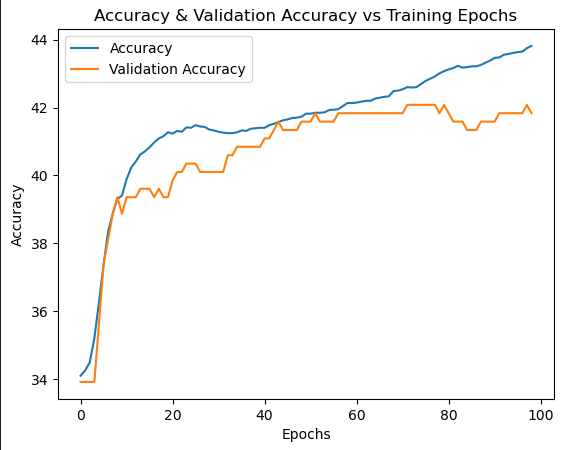 Accuracy & Validation Accuracy vs Training Epochs
Accuracy
Validation Accuracy
44
42
40
38
36
34
Accuracy
0 20 40 60 80 100
Epochs